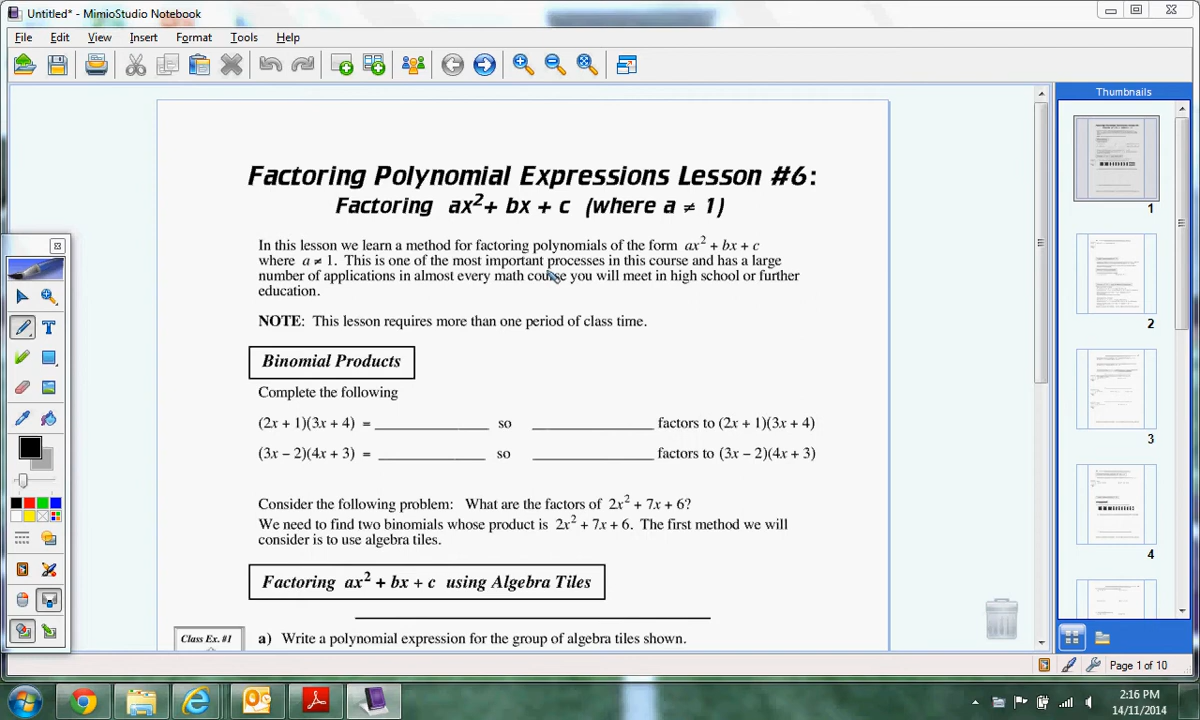 Untitled* - MimioStudio Notebook
File Edit View Insert Format Tools Help
Thumbnails
Factoring Polynomial Expressions Lesson #6:
Factoring ax² + bx + c (where a ≠ 1)
In this lesson we learn a method for factoring polynomials of the form ax² + bx + c
where a ≠ 1. This is one of the most important processes in this course and has a large
number of applications in almost every math course you will meet in high school or further
education.
NOTE: This lesson requires more than one period of class time.
Binomial Products
Complete the following
(2x + 1)(3x + 4) = ____________ so ____________ factors to (2x + 1)(3x + 4)
(3x − 2)(4x + 3) = ____________ so ____________ factors to (3x − 2)(4x + 3)
Consider the following problem: What are the factors of 2x² + 7x + 6?
We need to find two binomials whose product is 2x² + 7x + 6. The first method we will
consider is to use algebra tiles.
Factoring ax² + bx + c using Algebra Tiles
Class Ex. #1
a) Write a polynomial expression for the group of algebra tiles shown.
1
2
3
4
Page 1 of 10
2:16 PM
14/11/2014